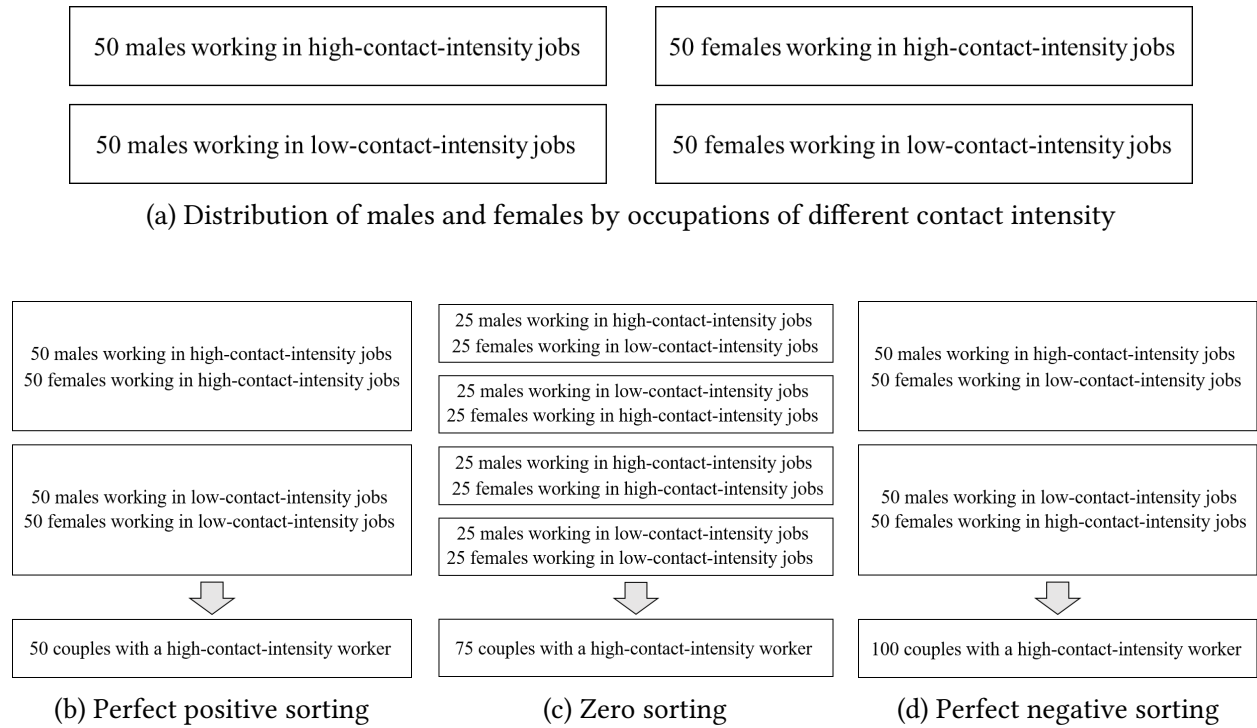 50 males working in high-contact-intensity jobs
50 females working in high-contact-intensity jobs
50 males working in low-contact-intensity jobs
50 females working in low-contact-intensity jobs
(a) Distribution of males and females by occupations of different contact intensity
50 males working in high-contact-intensity jobs
50 females working in high-contact-intensity jobs
50 males working in low-contact-intensity jobs
50 females working in low-contact-intensity jobs
50 couples with a high-contact-intensity worker
(b) Perfect positive sorting
25 males working in high-contact-intensity jobs
25 females working in low-contact-intensity jobs
25 males working in low-contact-intensity jobs
25 females working in high-contact-intensity jobs
25 males working in high-contact-intensity jobs
25 females working in high-contact-intensity jobs
25 males working in low-contact-intensity jobs
25 females working in low-contact-intensity jobs
75 couples with a high-contact-intensity worker
(c) Zero sorting
50 males working in high-contact-intensity jobs
50 females working in low-contact-intensity jobs
50 males working in low-contact-intensity jobs
50 females working in high-contact-intensity jobs
100 couples with a high-contact-intensity worker
(d) Perfect negative sorting